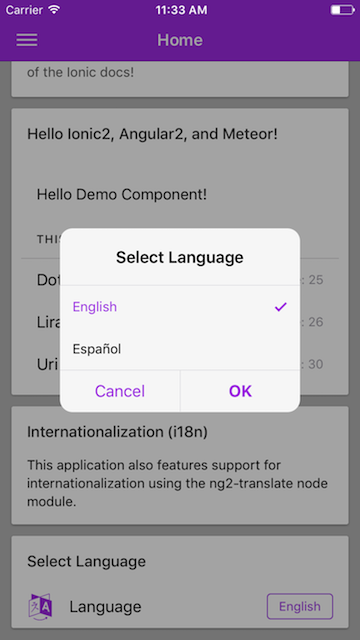 Carrier 11:33 AM
Home
of the Ionic docs!
Hello Ionic2, Angular2, and Meteor!
Hello Demo Component!
THI
Select Language
Dot : 25
English
Lira : 26
Español
Uri : 30
Cancel OK
Internationalization (i18n)
This application also features support for
internationalization using the ng2-translate node
module.
Select Language
Language English